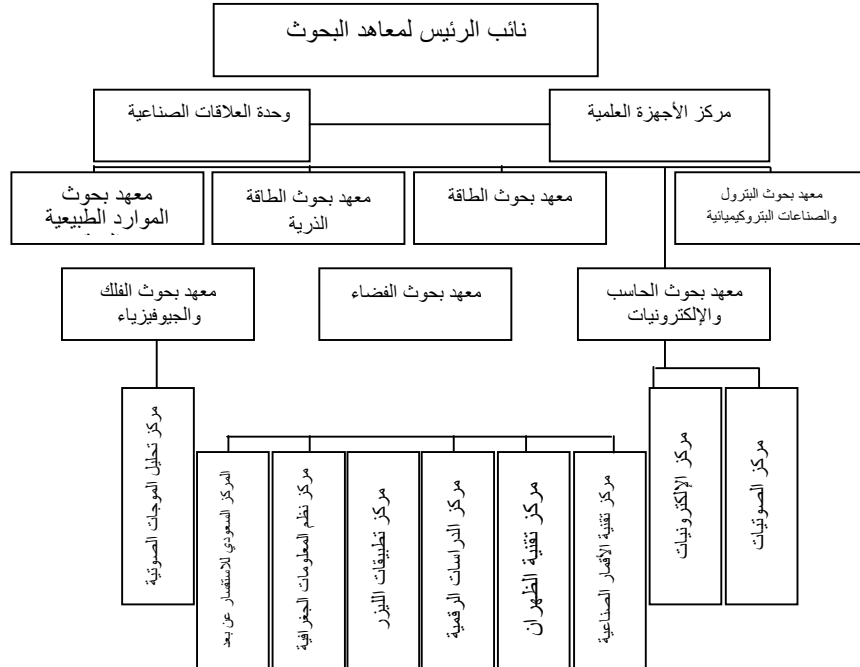 نائب الرئيس لمعاهد البحوث
مركز الأجهزة العلمية
وحدة العلاقات الصناعية
معهد بحوث البترول
والصناعات البتروكيميائية
معهد بحوث الطاقة
معهد بحوث الطاقة
الذرية
معهد بحوث
الموارد الطبيعية
معهد بحوث الحاسب
والإلكترونيات
معهد بحوث الفضاء
معهد بحوث الفلك
والجيوفيزياء
مركز الصوتيات
مركز الإلكترونيات
مركز تقنية الأقمار الصناعية
مركز تقنية الظهران
مركز الدراسات الرقمية
مركز تطبيقات الليزر
مركز نظم المعلومات الجغرافية
المركز السعودي للاستفسار عن بعد
مركز تحليل الموجات الصوتية